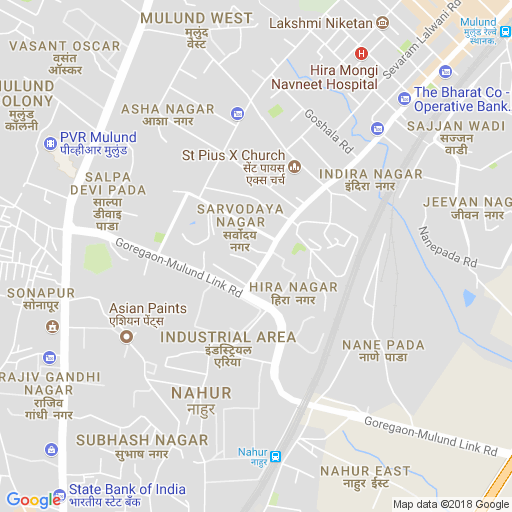 MULUND WEST
मुलुंड
वेस्ट
Lakshmi Niketan
Sevaram Lalwani Rd
Mulund
मुलुंड रेल्वे
स्थानक.
VASANT OSCAR
वसंत
ऑस्कर
Hira Mongi
Navneet Hospital
The Bharat Co -
Operative Bank.
MULUND
COLONY
मुलुंड
कॉलनी
ASHA NAGAR
आशा नगर
Goshala Rd
SAJJAN WADI
सज्जन
वाडी
PVR Mulund
पीव्हीआर मुलुंड
St Pius X Church
सेंट पायस
एक्स चर्च
SALPA
DEVI PADA
साल्पा
डीवाइ
पाडा
INDIRA NAGAR
इंदिरा नगर
SARVODAYA
NAGAR
सर्वोदय
नगर
JEEVAN NAG
जीवन नगर
Nanepada Rd
Goregaon-Mulund Link Rd
SONAPUR
सोनापूर
HIRA NAGAR
हिरा नगर
Asian Paints
एशियन पेंट्स
INDUSTRIAL AREA
इंडस्ट्रियल
एरिया
NANE PADA
नाणे पाडा
RAJIV GANDHI
NAGAR
राजिव
गांधी नगर
NAHUR
नाहुर
Goregaon-Mulund Link Rd
SUBHASH NAGAR
सुभाष नगर
Nahur
नाहुर
NAHUR EAST
नाहुर ईस्ट
State Bank of India
भारतीय स्टेट बँक
Google
Map data ©2018 Google